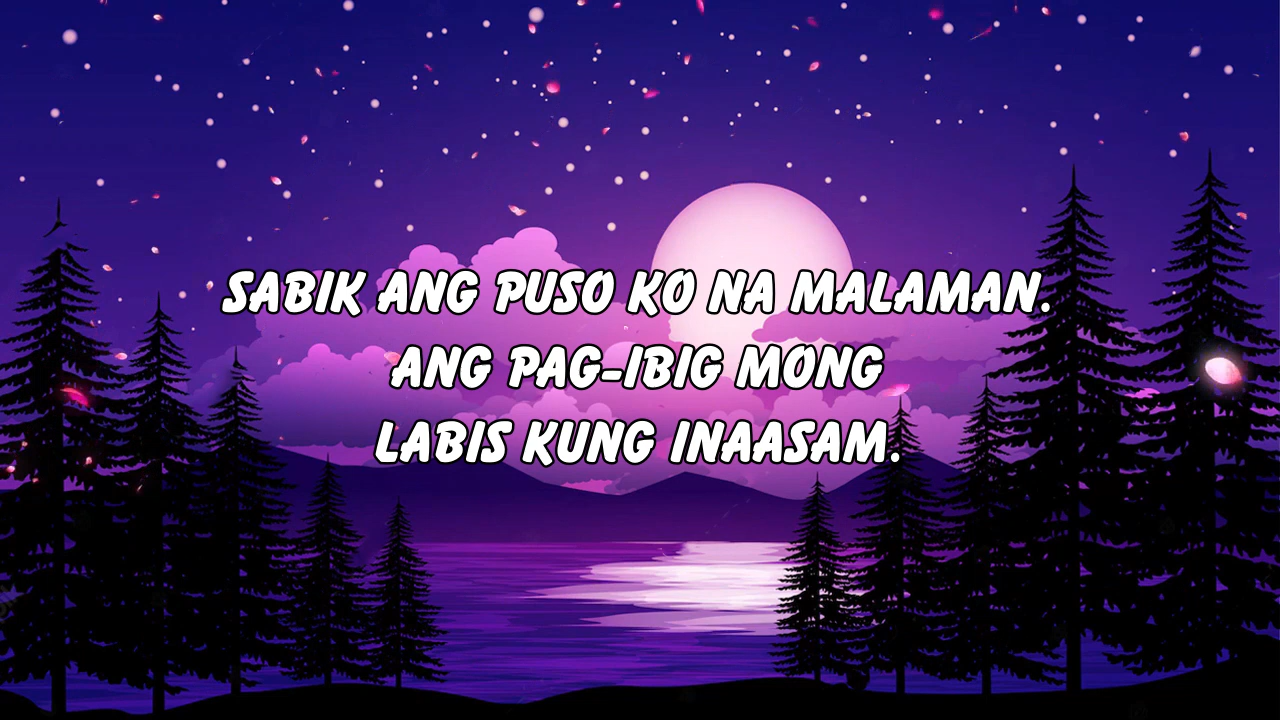 SABIK ANG PUSO KO NA MALAMAN.
ANG PAG-IBIG MONG
LABIS KUNG INAASAM.